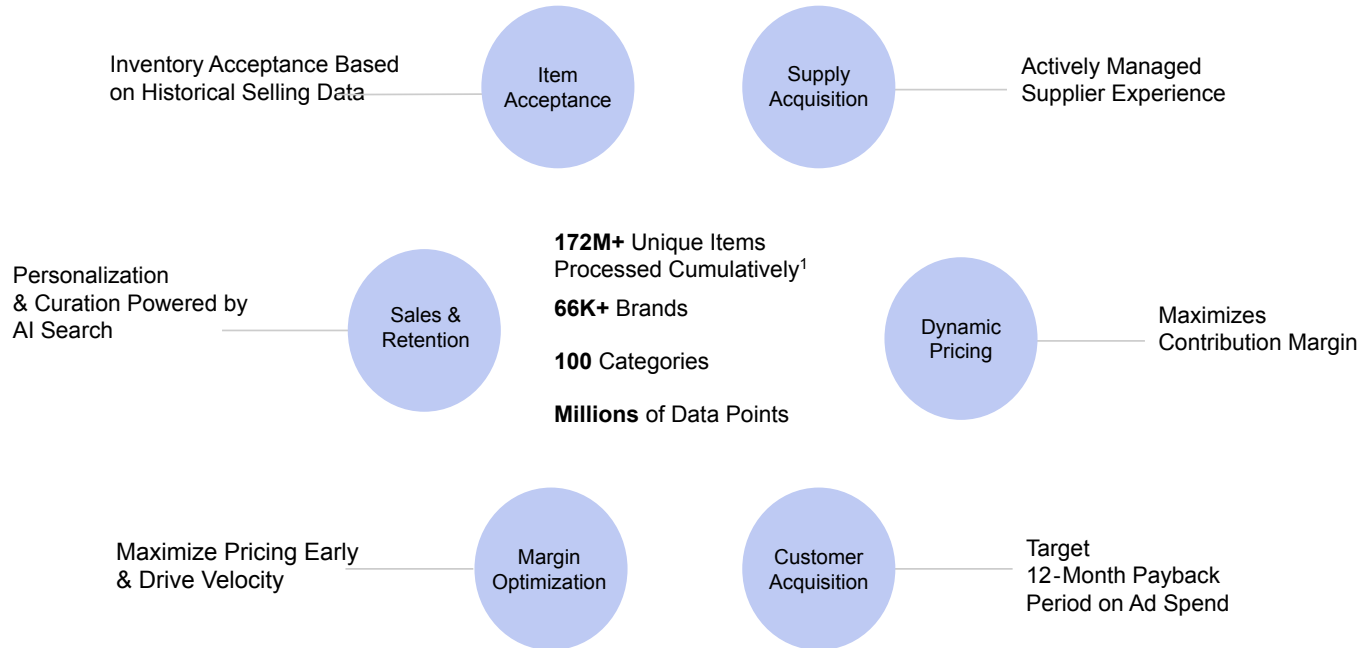 Inventory Acceptance Based
on Historical Selling Data
Item
Acceptance
Supply
Acquisition
Actively Managed
Supplier Experience
Personalization
& Curation Powered by
AI Search
Sales &
Retention
172M+ Unique Items
Processed Cumulatively¹
66K+ Brands
100 Categories
Millions of Data Points
Dynamic
Pricing
Maximizes
Contribution Margin
Maximize Pricing Early
& Drive Velocity
Margin
Optimization
Customer
Acquisition
Target
12-Month Payback
Period on Ad Spend